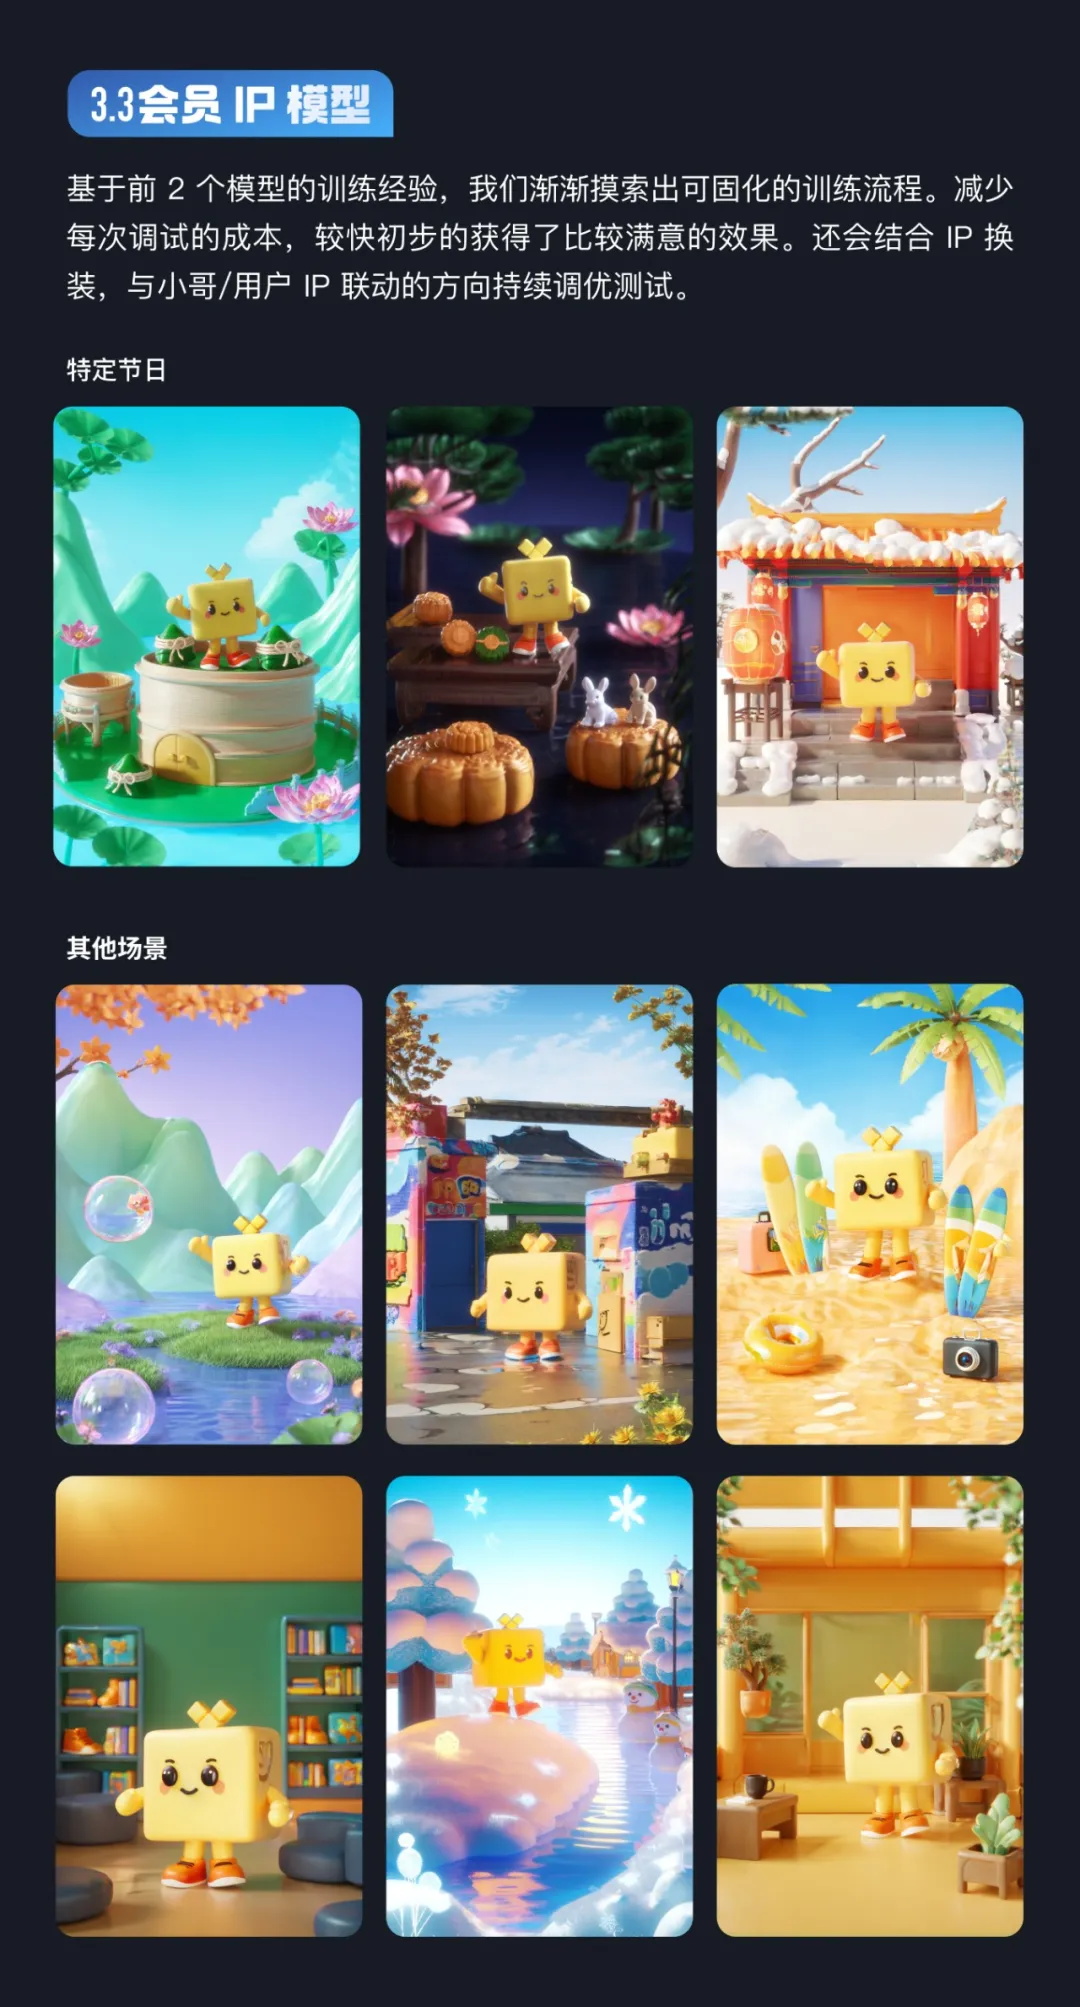 3.3会员 IP 模型
基于前 2 个模型的训练经验，我们渐渐摸索出可固化的训练流程。减少
每次调试的成本，较快初步的获得了比较满意的效果。还会结合 IP 换
装，与小哥/用户 IP 联动的方向持续调优测试。
特定节日
其他场景